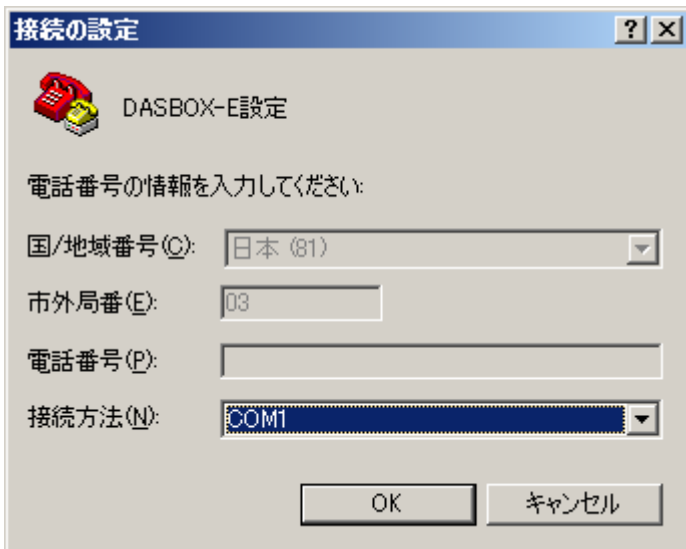 接続の設定
DASBOX-E設定
電話番号の情報を入力してください:
国/地域番号(C): 日本 (81)
市外局番(E): 03
電話番号(P):
接続方法(N): COM1
OK キャンセル